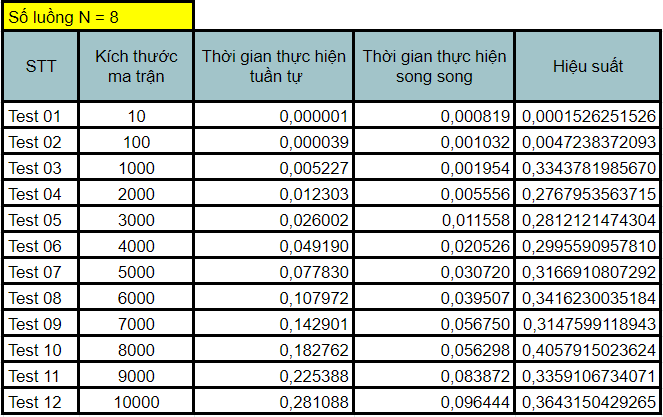 Số luồng N = 8
STT Kích thước ma trận Thời gian thực hiện tuần tự Thời gian thực hiện song song Hiệu suất
Test 01 10 0,000001 0,000819 0,0001526251526
Test 02 100 0,000039 0,001032 0,0047238372093
Test 03 1000 0,005227 0,001954 0,3343781985670
Test 04 2000 0,012303 0,005556 0,2767953563715
Test 05 3000 0,026002 0,011558 0,2812121474304
Test 06 4000 0,049190 0,020526 0,2995590957810
Test 07 5000 0,077830 0,030720 0,3166910807292
Test 08 6000 0,107972 0,039507 0,3416230035184
Test 09 7000 0,142901 0,056750 0,3147599118943
Test 10 8000 0,182762 0,056298 0,4057915023624
Test 11 9000 0,225388 0,083872 0,3359106734071
Test 12 10000 0,281088 0,096444 0,3643150429265